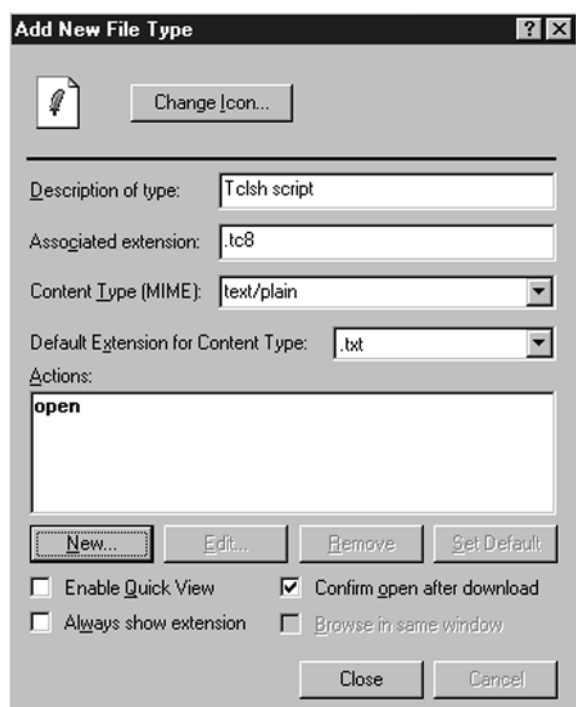 Add New File Type
Change Icon...
Description of type: Tclsh script
Associated extension: .tc8
Content Type (MIME): text/plain
Default Extension for Content Type: .txt
Actions:
open
New... Edit... Remove Set Default
Enable Quick View Confirm open after download
Always show extension Browse in same window
Close Cancel